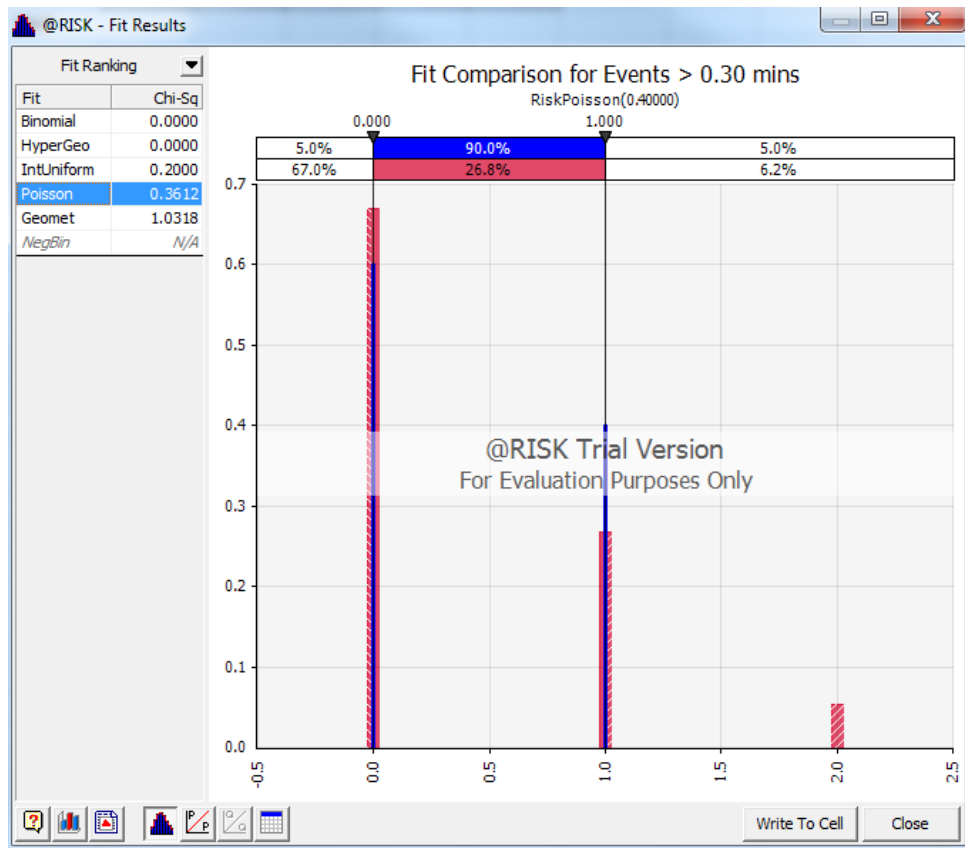 @RISK - Fit Results
Fit Ranking
Fit Chi-Sq
Binomial 0.0000
HyperGeo 0.0000
IntUniform 0.2000
Poisson 0.3612
Geomet 1.0318
NegBin N/A
Fit Comparison for Events > 0.30 mins
RiskPoisson(0.40000)
0.000 1.000
5.0% 90.0% 5.0%
67.0% 26.8% 6.2%
0.7
0.6
0.5
0.4
0.3
0.2
0.1
0.0
@RISK Trial Version
For Evaluation Purposes Only
-0.5 0.0 0.5 1.0 1.5 2.0 2.5
? P P Q Q
Write To Cell Close